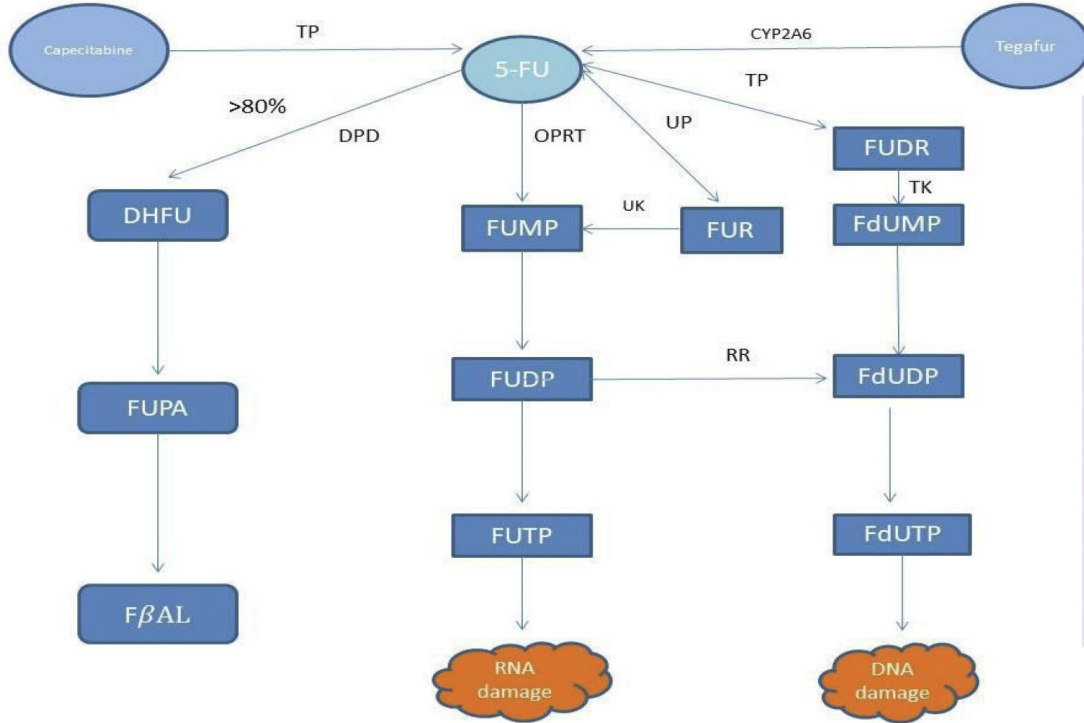 Capecitabine
TP
5-FU
CYP2A6
Tegafur
>80%
DPD
OPRT
UP
TP
FUDR
TK
DHFU
FUMP
UK
FUR
FdUMP
FUPA
FUDP
RR
FdUDP
FUTP
FdUTP
FβAL
RNA
damage
DNA
damage